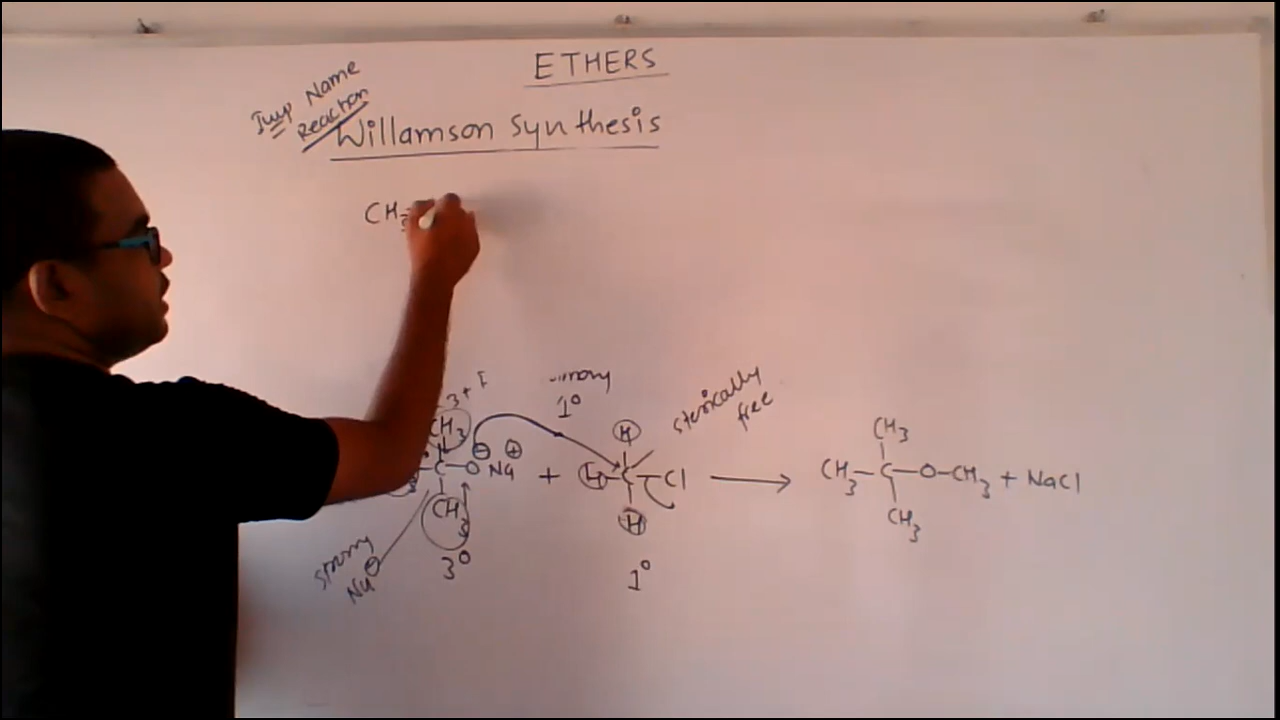 ETHERS
Imp Name
Reaction
Willamson Synthesis
CH3
3+I
1°
CH3
⊖ ⊕
H
sterically
free
CH3
C-O Na + H-C-Cl → CH3-C-O-CH3 + NaCl
CH3
H
CH3
strong
Nu⊖
3°
1°